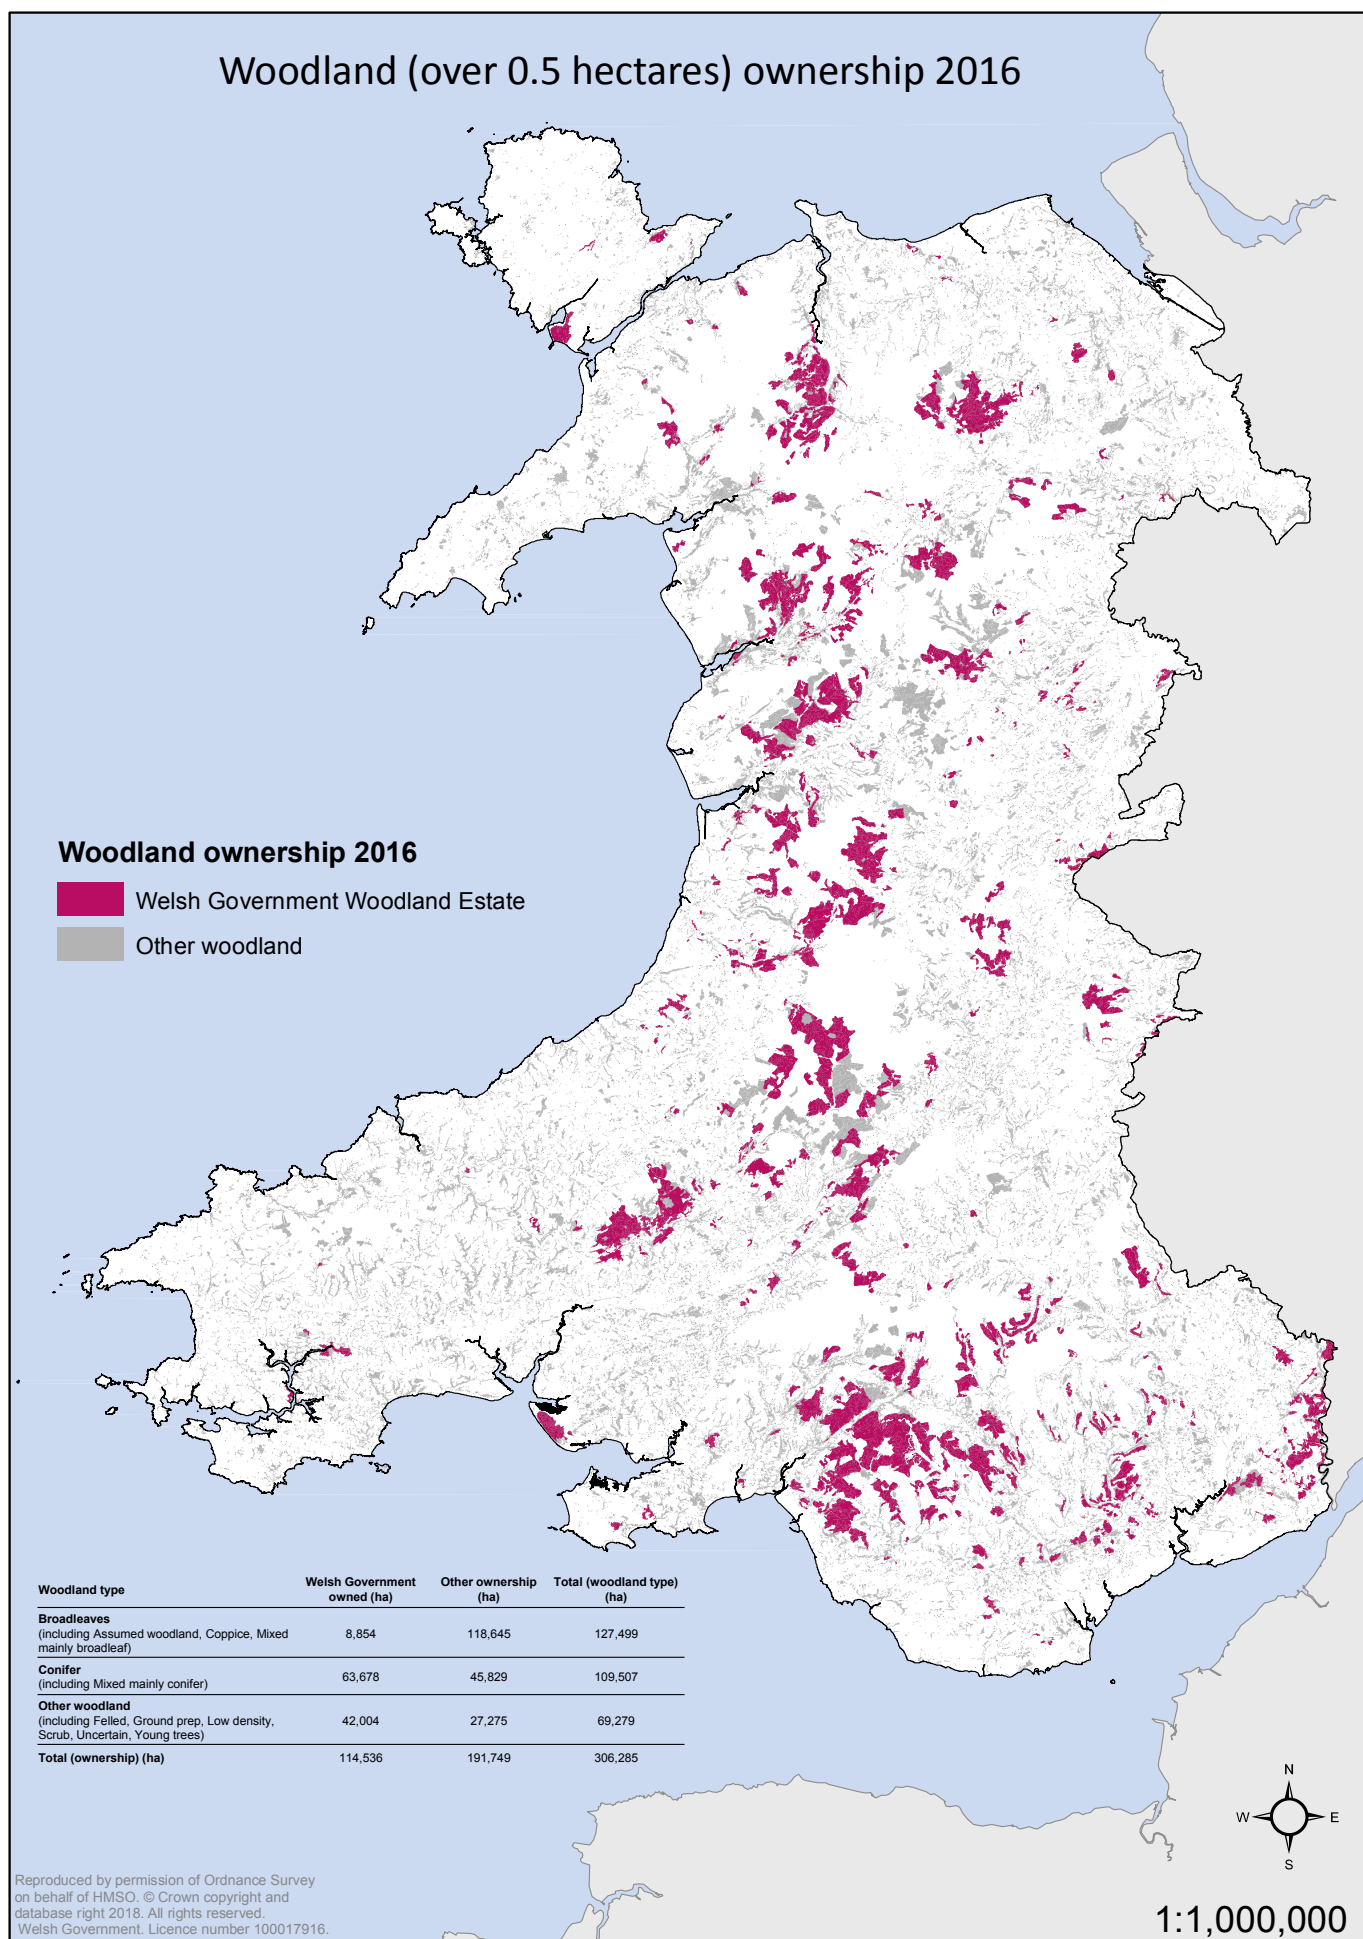 Woodland (over 0.5 hectares) ownership 2016
Woodland ownership 2016
Welsh Government Woodland Estate
Other woodland
Woodland type
Welsh Government
owned (ha)
Other ownership
(ha)
Total (woodland type)
(ha)
Broadleaves
(including Assumed woodland, Coppice, Mixed
mainly broadleaf)
8,854
118,645
127,499
Conifer
(including Mixed mainly conifer)
63,678
45,829
109,507
Other woodland
(including Felled, Ground prep, Low density,
Scrub, Uncertain, Young trees)
42,004
27,275
69,279
Total (ownership) (ha)
114,536
191,749
306,285
N
W
E
S
Reproduced by permission of Ordnance Survey
on behalf of HMSO. © Crown copyright and
database right 2018. All rights reserved.
Welsh Government. Licence number 100017916.
1:1,000,000